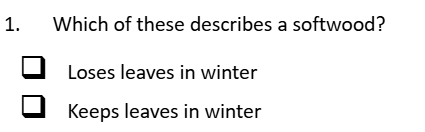 1. Which of these describes a softwood?
Loses leaves in winter
Keeps leaves in winter